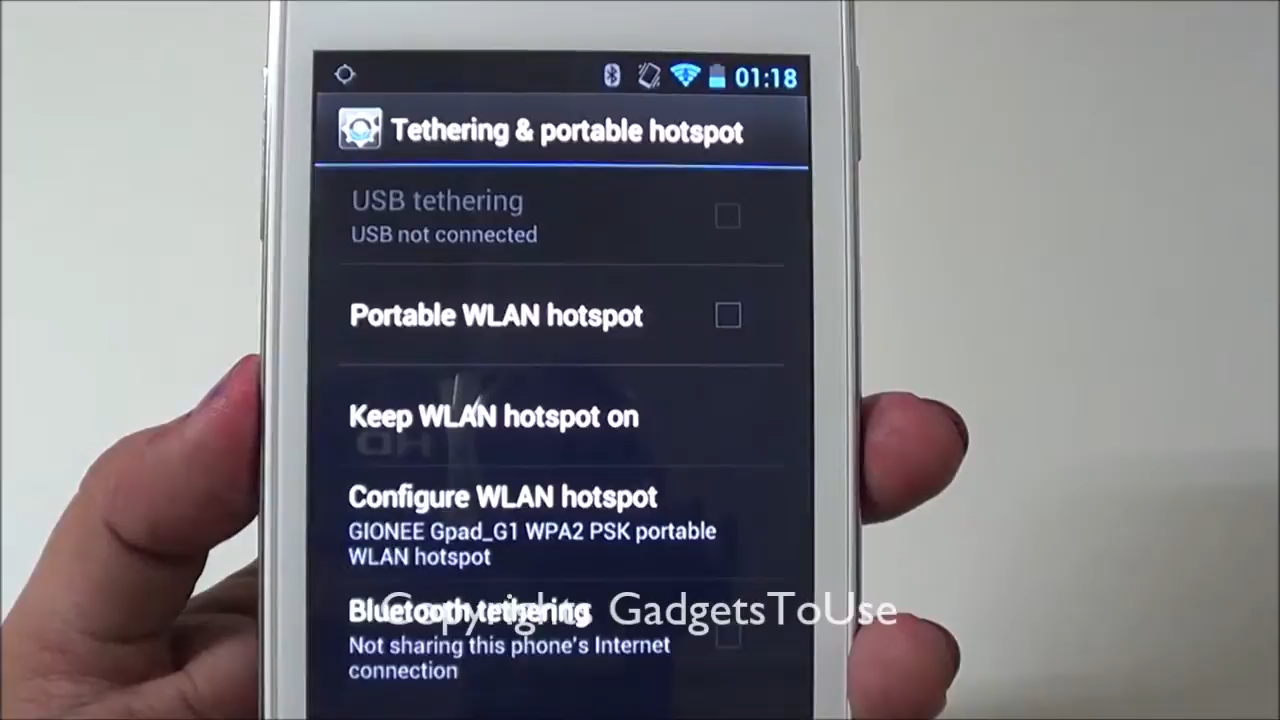 01:18
Tethering & portable hotspot
USB tethering
USB not connected
Portable WLAN hotspot
Keep WLAN hotspot on
Configure WLAN hotspot
GIONEE Gpad_G1 WPA2 PSK portable
WLAN hotspot
Bluetooth tethering
Copyrights GadgetsToUse
Not sharing this phone's Internet
connection